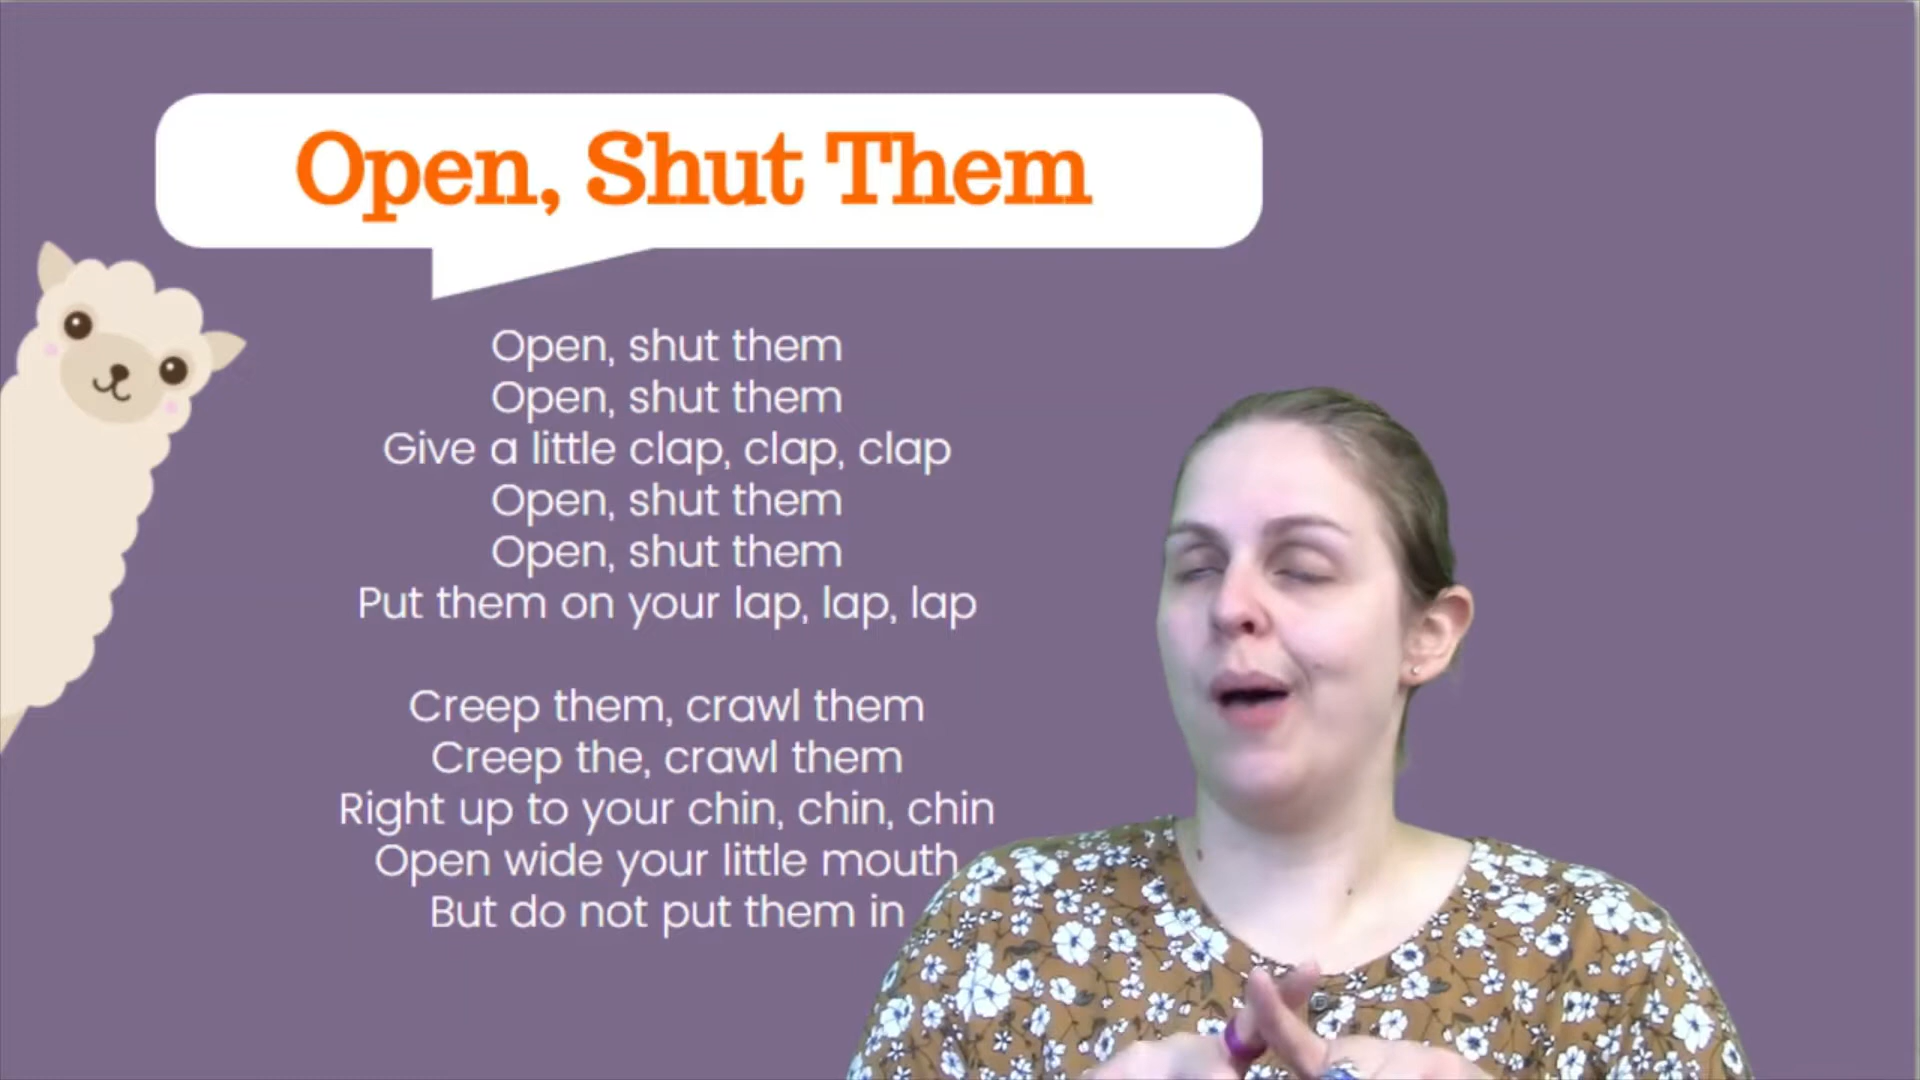 Open, Shut Them
Open, shut them
Open, shut them
Give a little clap, clap, clap
Open, shut them
Open, shut them
Put them on your lap, lap, lap
Creep them, crawl them
Creep the, crawl them
Right up to your chin, chin, chin
Open wide your little mouth
But do not put them in